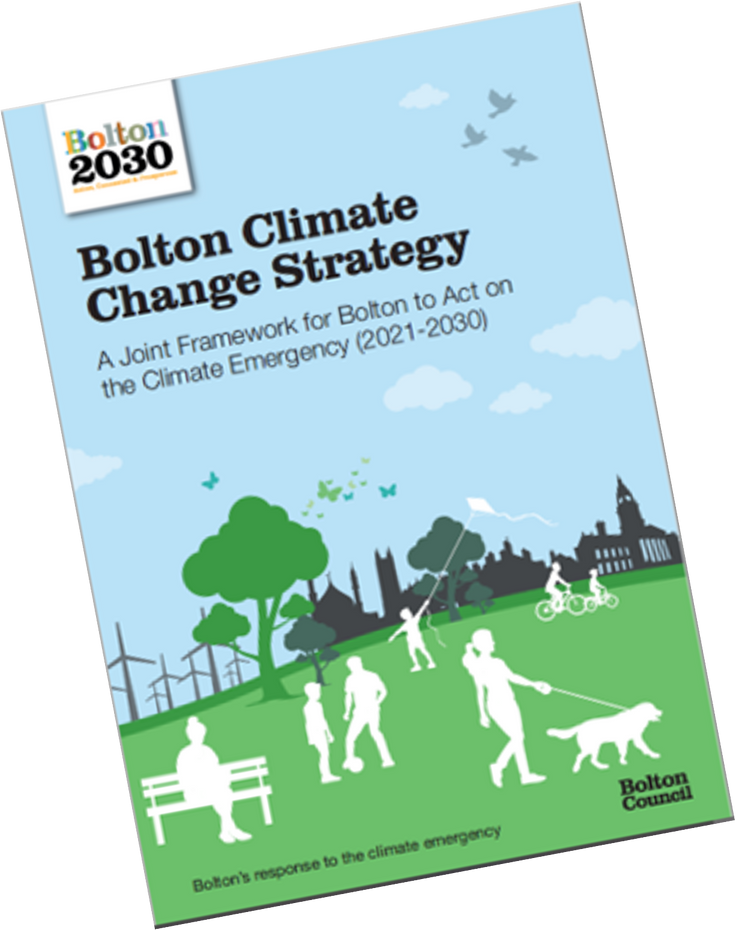 Bolton
2030
Bolton Climate
Change Strategy
A Joint Framework for Bolton to Act on
the Climate Emergency (2021-2030)
Bolton
Council
Bolton's response to the climate emergency